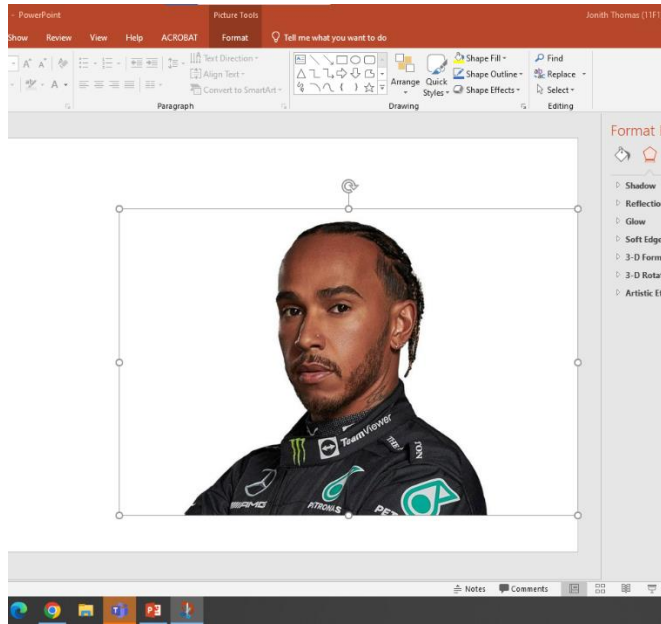 - PowerPoint
Picture Tools
Jonith Thomas (11F1
Show Review View Help ACROBAT Format Tell me what you want to do
Text Direction
Align Text
Convert to SmartArt
Paragraph
Arrange
Quick Styles
Shape Fill
Shape Outline
Shape Effects
Drawing
Find
Replace
Select
Editing
Format
Shadow
Reflectio
Glow
Soft Edge
3-D Form
3-D Rota
Artistic Ef
TeamViewer
TON
AMG
PETRONAS
PET
Notes Comments